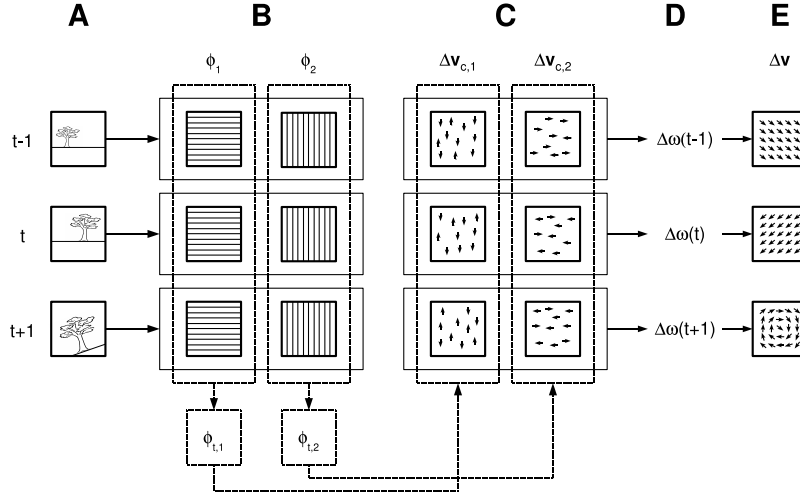 A B C D E
ϕ1 ϕ2 Δvc,1 Δvc,2 Δv
t-1 Δω(t-1)
t Δω(t)
t+1 Δω(t+1)
ϕt,1 ϕt,2